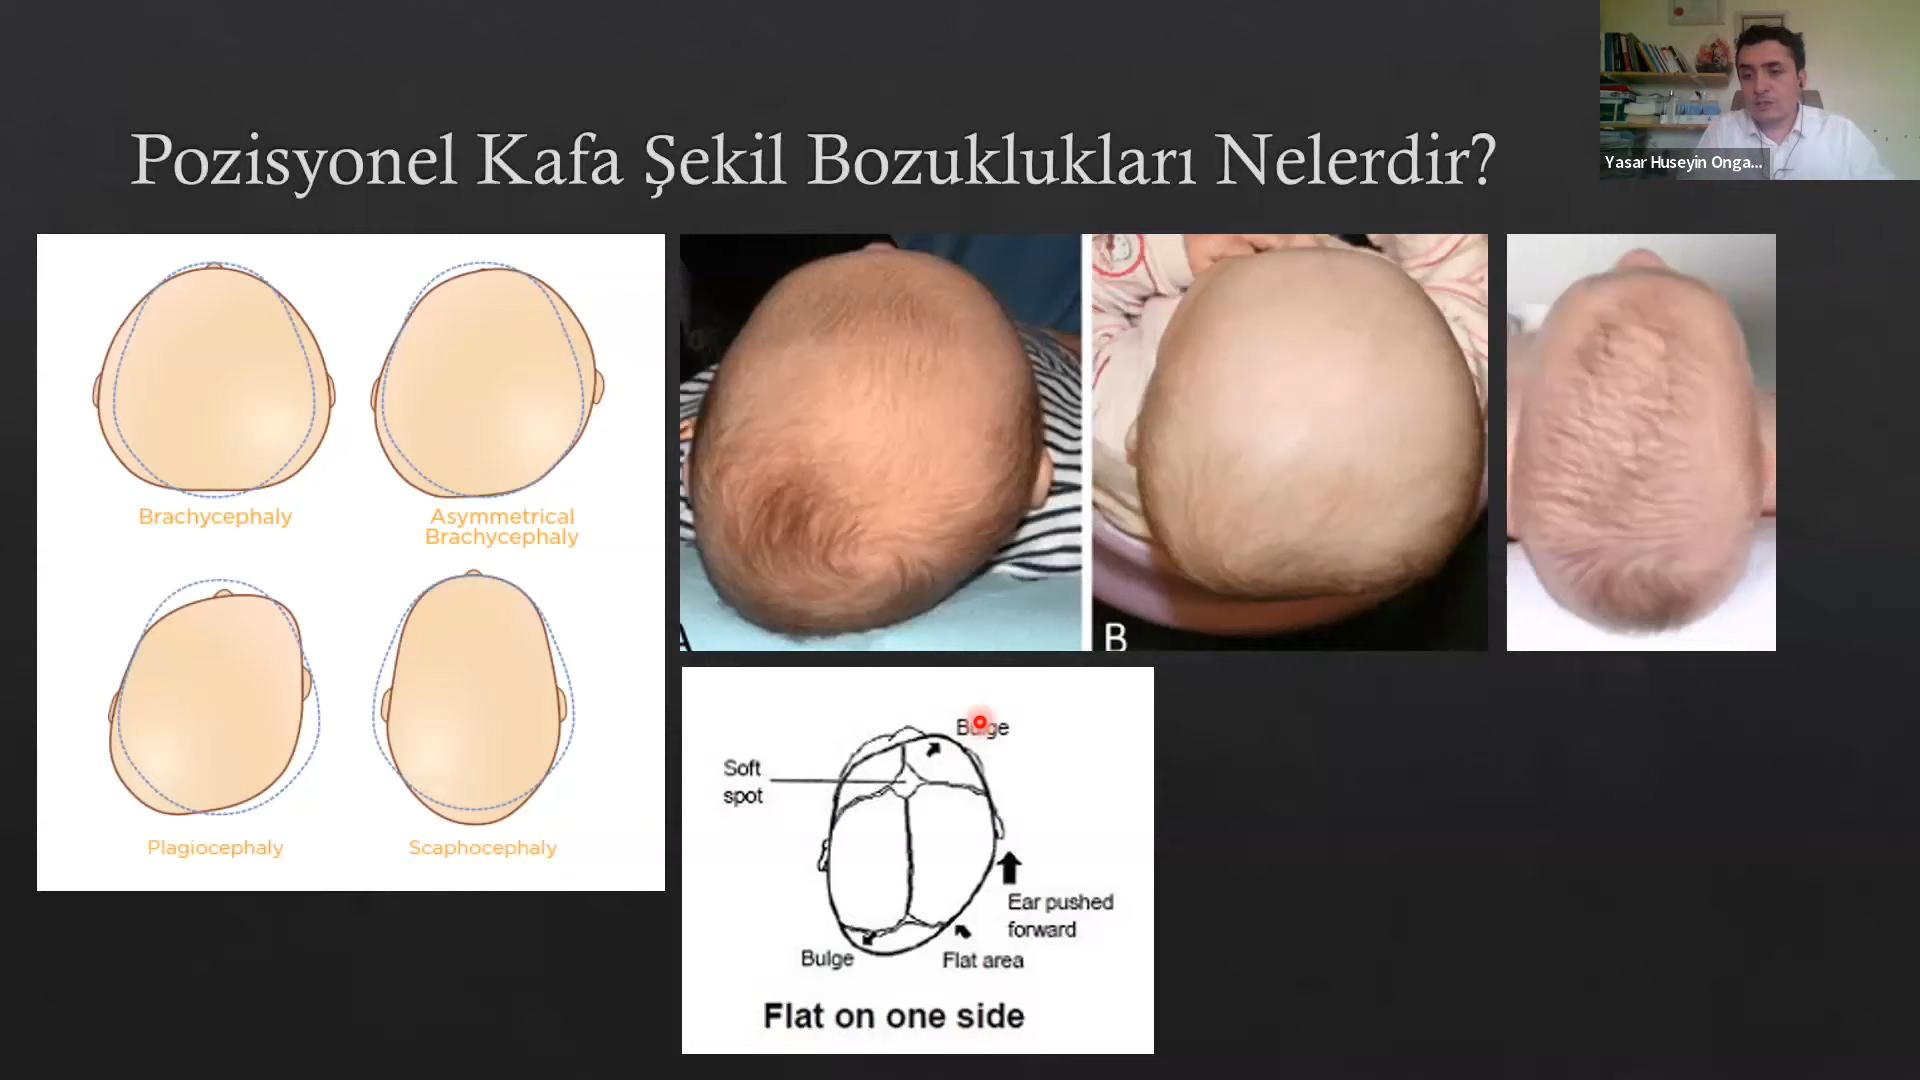 Pozisyonel Kafa Şekil Bozuklukları Nelerdir?
Yasar Huseyin Onga...
Brachycephaly
Asymmetrical
Brachycephaly
Plagiocephaly
Scaphocephaly
B
Bulge
Soft
spot
Ear pushed
forward
Bulge
Flat area
Flat on one side